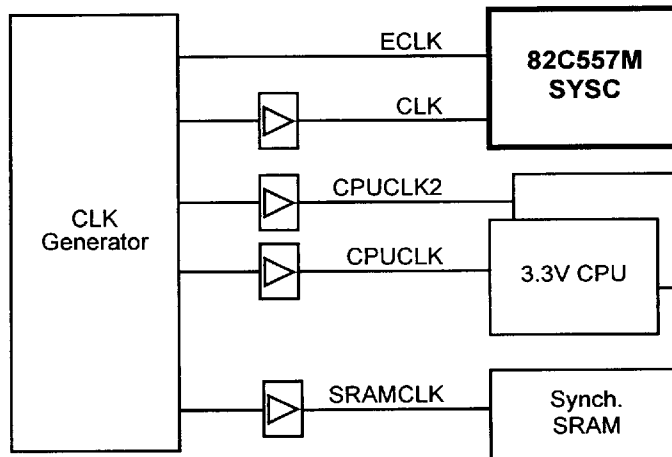 ECLK
82C557M
SYSC
CLK
CPUCLK2
CLK
Generator
CPUCLK
3.3V CPU
SRAMCLK
Synch.
SRAM